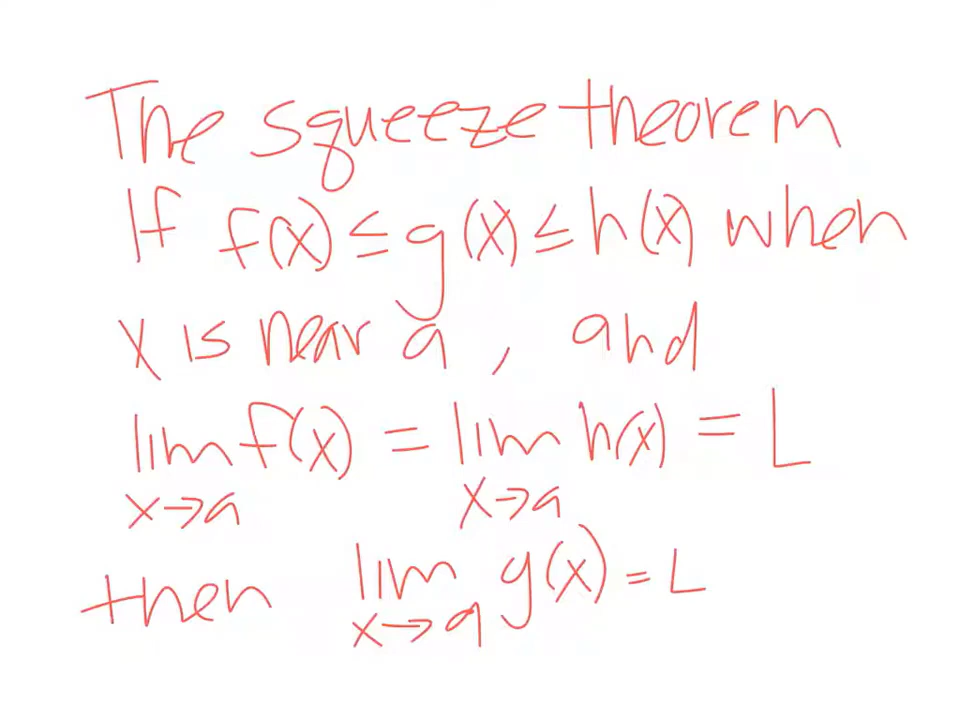 The squeeze theorem
If f(x) ≤ g(x) ≤ h(x) when
x is near a, and
lim f(x) = lim h(x) = L
x→a x→a
then lim g(x) = L
x→a